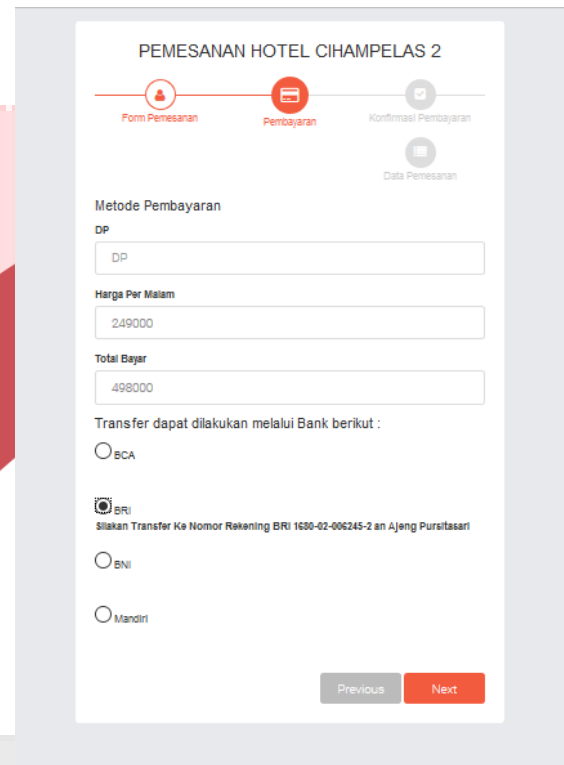 PEMESANAN HOTEL CIHAMPELAS 2
Form Pemesanan
Pembayaran
Konfirmasi Pembayaran
Data Pemesanan
Metode Pembayaran
DP
DP
Harga Per Malam
249000
Total Bayar
498000
Transfer dapat dilakukan melalui Bank berikut :
BCA
BRI
Silakan Transfer Ke Nomor Rekening BRI 1680-02-006245-2 an Ajeng Pursitasari
BNI
Mandiri
Previous Next